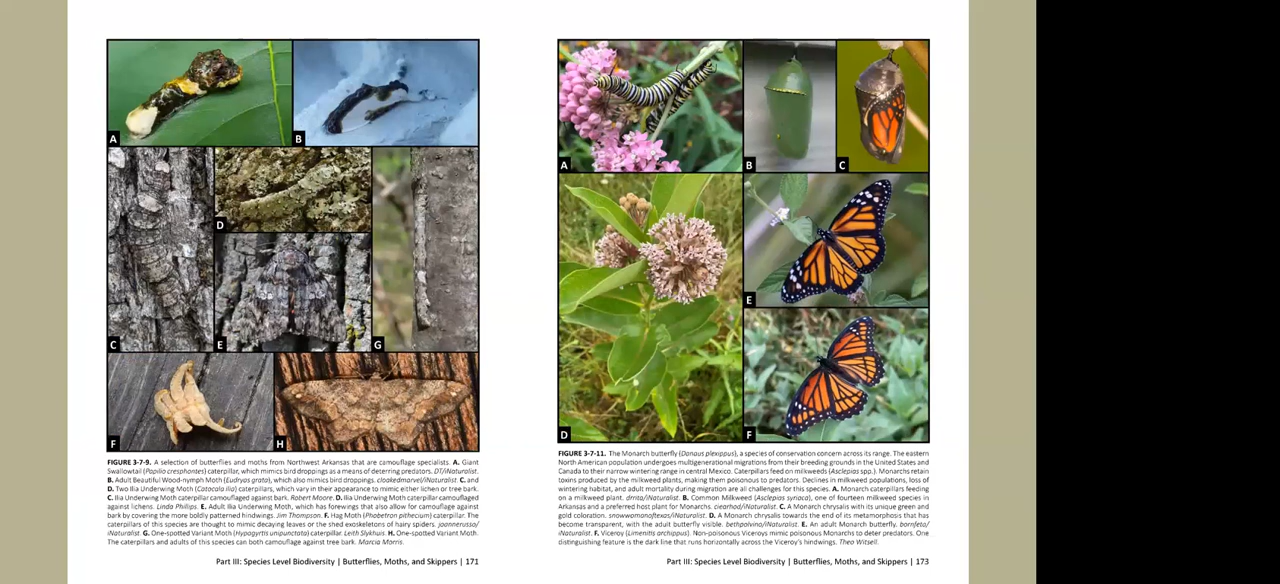 A
B
C
D
E
F
G
H
FIGURE 3-7-9. A selection of butterflies and moths from Northwest Arkansas that are camouflage specialists. A. Giant
Swallowtail (Papilio cresphontes) caterpillar, which mimics bird droppings as a means of deterring predators. DT/iNaturalist.
B. Adult Beautiful Wood-nymph Moth (Eudryas grata), which also mimics bird droppings. cloakedmarvel/iNaturalist. C. and
D. Two Ilia Underwing Moth (Catocala ilia) caterpillars, which vary in their appearance to mimic either lichen or tree bark.
C. Ilia Underwing Moth caterpillar camouflaged against bark. Robert Moore. D. Ilia Underwing Moth caterpillar camouflaged
against lichens. Linda Phillips. E. Adult Ilia Underwing Moth, which has forewings that also allow for camouflage against
bark by covering the more boldly patterned hindwings. Jim Thompson. F. Hag Moth (Phobetron pithecium) caterpillar. The
caterpillars of this species are thought to mimic decaying leaves or the shed exoskeletons of hairy spiders. joannerusso/
iNaturalist. G. One-spotted Variant Moth (Hypagyrtis unipunctata) caterpillar. Leith Slykhuis. H. One-spotted Variant Moth.
The caterpillars and adults of this species can both camouflage against tree bark. Marcia Morris.
Part III: Species Level Biodiversity | Butterflies, Moths, and Skippers | 171
A
B
C
D
E
F
FIGURE 3-7-11. The Monarch butterfly (Danaus plexippus), a species of conservation concern across its range. The eastern
North American population undergoes multigenerational migrations from their breeding grounds in the United States and
Canada to their narrow wintering range in central Mexico. Caterpillars feed on milkweeds (Asclepias spp.). Monarchs retain
toxins produced by the milkweed plants, making them poisonous to predators. Declines in milkweed populations, loss of
wintering habitat, and adult mortality during migration are all challenges for this species. A. Monarch caterpillars feeding
on a milkweed plant. drnta/iNaturalist. B. Common Milkweed (Asclepias syriaca), one of fourteen milkweed species in
Arkansas and a preferred host plant for Monarchs. ciearhod/iNaturalist. C. A Monarch chrysalis with its unique green and
gold coloration. snowwomnaoftexas/iNaturalist. D. A Monarch chrysalis towards the end of its metamorphosis that has
become transparent, with the adult butterfly visible. bethpolvino/iNaturalist. E. An adult Monarch butterfly. bornfeta/
iNaturalist. F. Viceroy (Limenitis archippus). Non-poisonous Viceroys mimic poisonous Monarchs to deter predators. One
distinguishing feature is the dark line that runs horizontally across the Viceroy's hindwings. Theo Witsell.
Part III: Species Level Biodiversity | Butterflies, Moths, and Skippers | 173